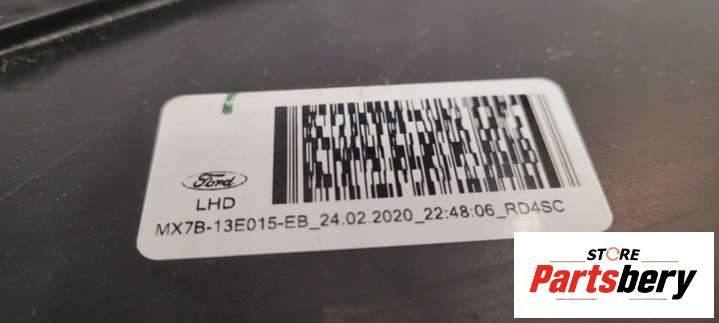 Ford
LHD
MX7B-13E015-EB_24.02.2020_22:48:06_RD4SC
STORE
Partsbery